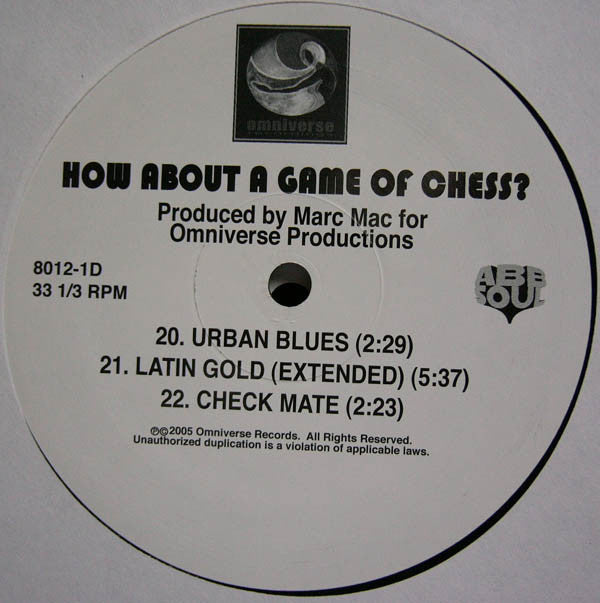 omniverse
HOW ABOUT A GAME OF CHESS?
Produced by Marc Mac for
Omniverse Productions
8012-1D
33 1/3 RPM
ABB
SOUL
20. URBAN BLUES (2:29)
21. LATIN GOLD (EXTENDED) (5:37)
22. CHECK MATE (2:23)
℗©2005 Omniverse Records. All Rights Reserved.
Unauthorized duplication is a violation of applicable laws.